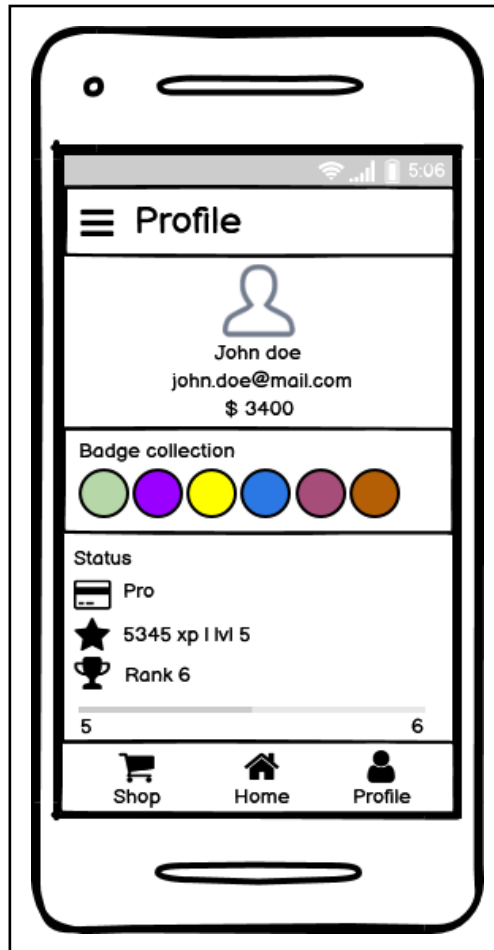 5:06
Profile
John doe
john.doe@mail.com
$ 3400
Badge collection
Status
Pro
5345 xp | lvl 5
Rank 6
5 6
Shop Home Profile